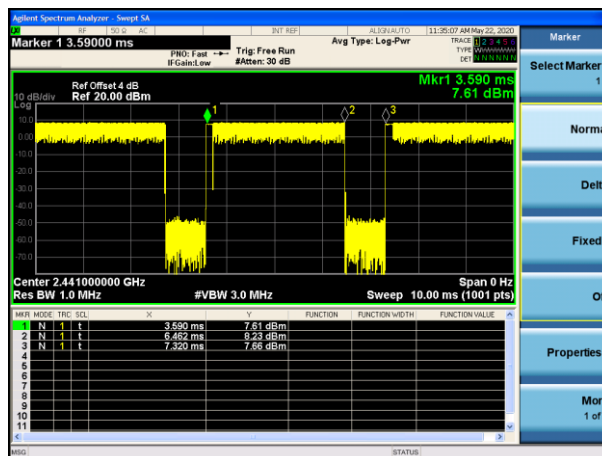 Agilent Spectrum Analyzer - Swept SA
RF 50 Ω AC INT REF ALIGN AUTO 11:35:07 AM May 22, 2020
Marker 1 3.59000 ms
PNO: Fast
IFGain:Low
Trig: Free Run
#Atten: 30 dB
Avg Type: Log-Pwr
TRACE 1 2 3 4 5 6
TYPE
DET N N N N N N
Marker
Select Marker
1
Norma
Delt
Fixed
O
Properties
Mor
1 of
Mkr1 3.590 ms
7.61 dBm
Ref Offset 4 dB
10 dB/div Ref 20.00 dBm
Log
1
2
3
10.0
0.00
-10.0
-20.0
-30.0
-40.0
-50.0
-60.0
-70.0
Center 2.441000000 GHz Span 0 Hz
Res BW 1.0 MHz #VBW 3.0 MHz Sweep 10.00 ms (1001 pts)
MKR MODE TRC SCL X Y FUNCTION FUNCTION WIDTH FUNCTION VALUE
1 N 1 t 3.590 ms 7.61 dBm
2 N 1 t 6.462 ms 8.23 dBm
3 N 1 t 7.320 ms 7.66 dBm
4
5
6
7
8
9
10
11
MSG STATUS